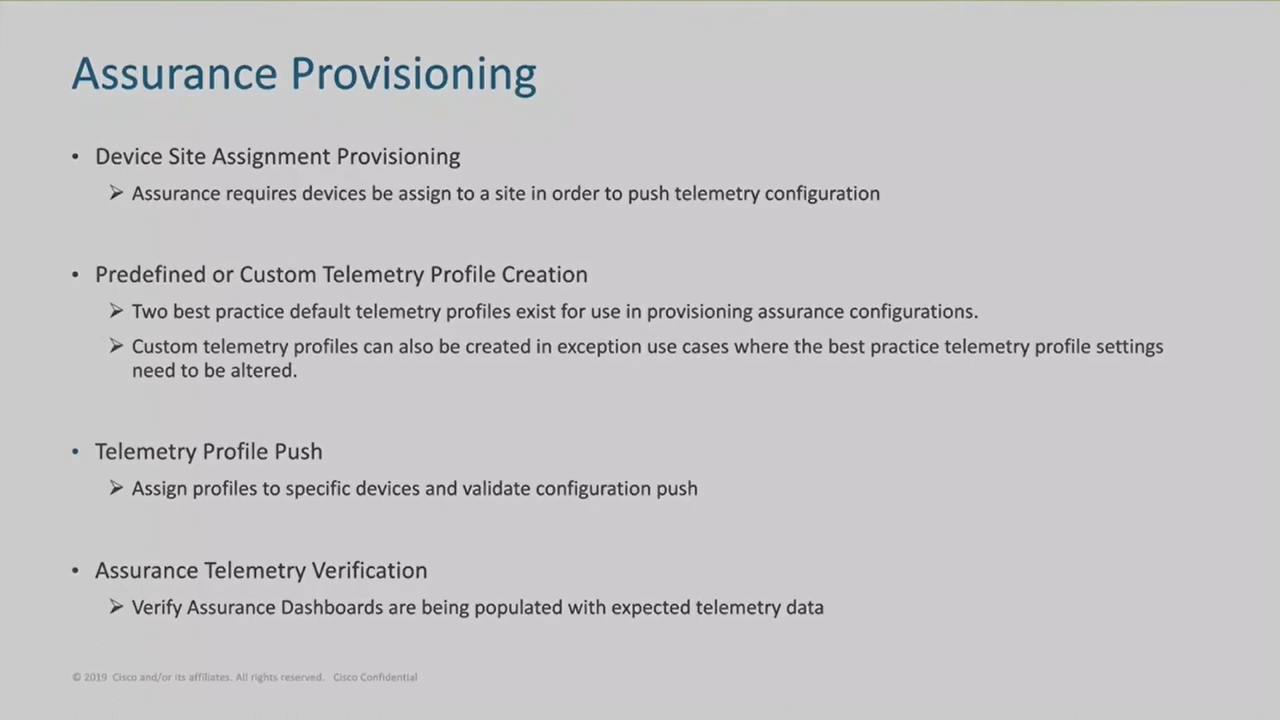 Assurance Provisioning
• Device Site Assignment Provisioning
➢ Assurance requires devices be assign to a site in order to push telemetry configuration
• Predefined or Custom Telemetry Profile Creation
➢ Two best practice default telemetry profiles exist for use in provisioning assurance configurations.
➢ Custom telemetry profiles can also be created in exception use cases where the best practice telemetry profile settings
need to be altered.
• Telemetry Profile Push
➢ Assign profiles to specific devices and validate configuration push
• Assurance Telemetry Verification
➢ Verify Assurance Dashboards are being populated with expected telemetry data
© 2019 Cisco and/or its affiliates. All rights reserved. Cisco Confidential